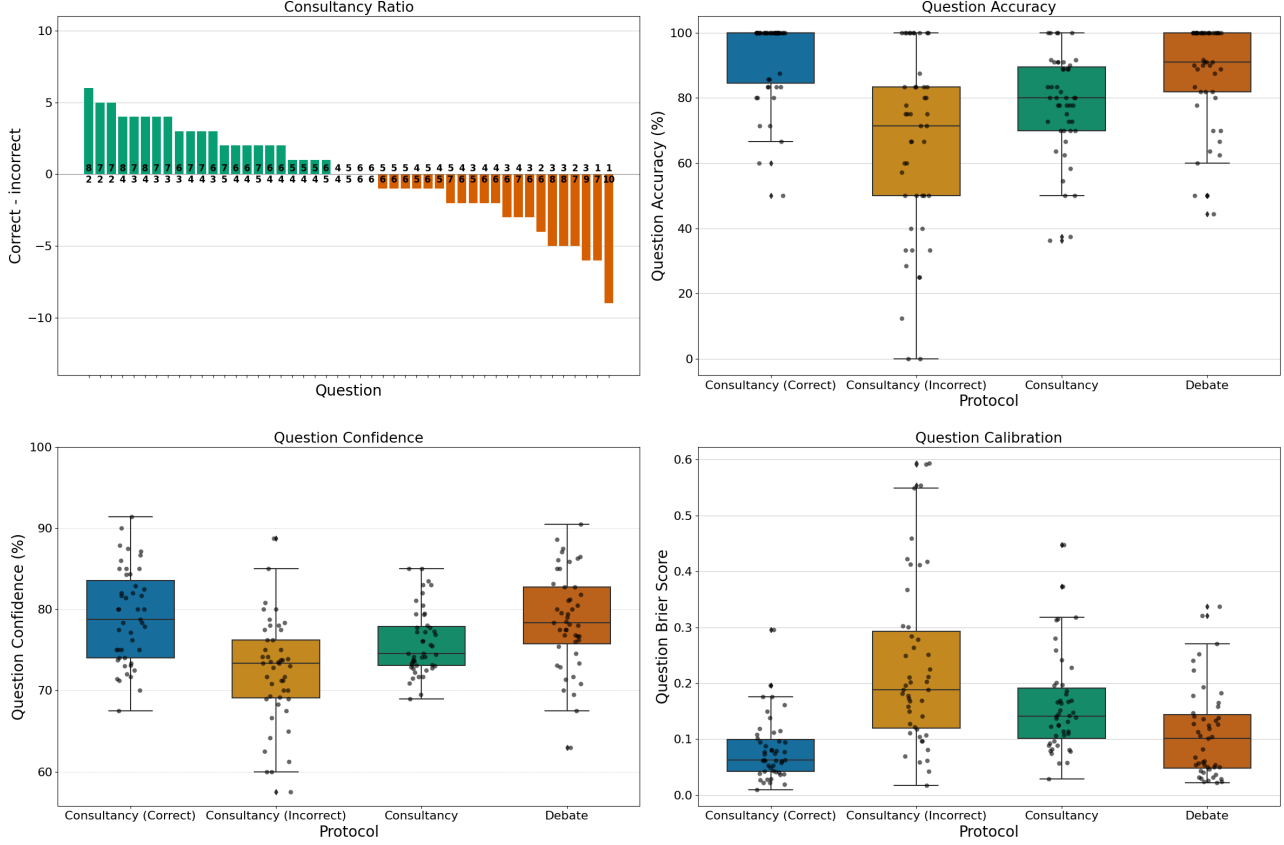 Consultancy Ratio
10
5
0
−5
−10
Correct - incorrect
8 7 7 8 7 8 7 7 6 7 7 6 7 6 6 7 6 6 5 5 5 6 4 5 6 6 5 5 5 4 5 4 5 4 3 4 4 3 4 3 2 3 3 2 3 1 1
2 2 2 4 3 4 3 3 3 4 4 3 5 4 4 5 4 4 4 4 4 5 4 5 6 6 6 6 6 5 6 5 7 6 5 6 6 6 7 6 6 8 8 7 9 7 10
Question
Question Accuracy
100
80
60
40
20
0
Question Accuracy (%)
Consultancy (Correct) Consultancy (Incorrect) Consultancy Debate
Protocol
Question Confidence
100
90
80
70
60
Question Confidence (%)
Consultancy (Correct) Consultancy (Incorrect) Consultancy Debate
Protocol
Question Calibration
0.6
0.5
0.4
0.3
0.2
0.1
0.0
Question Brier Score
Consultancy (Correct) Consultancy (Incorrect) Consultancy Debate
Protocol